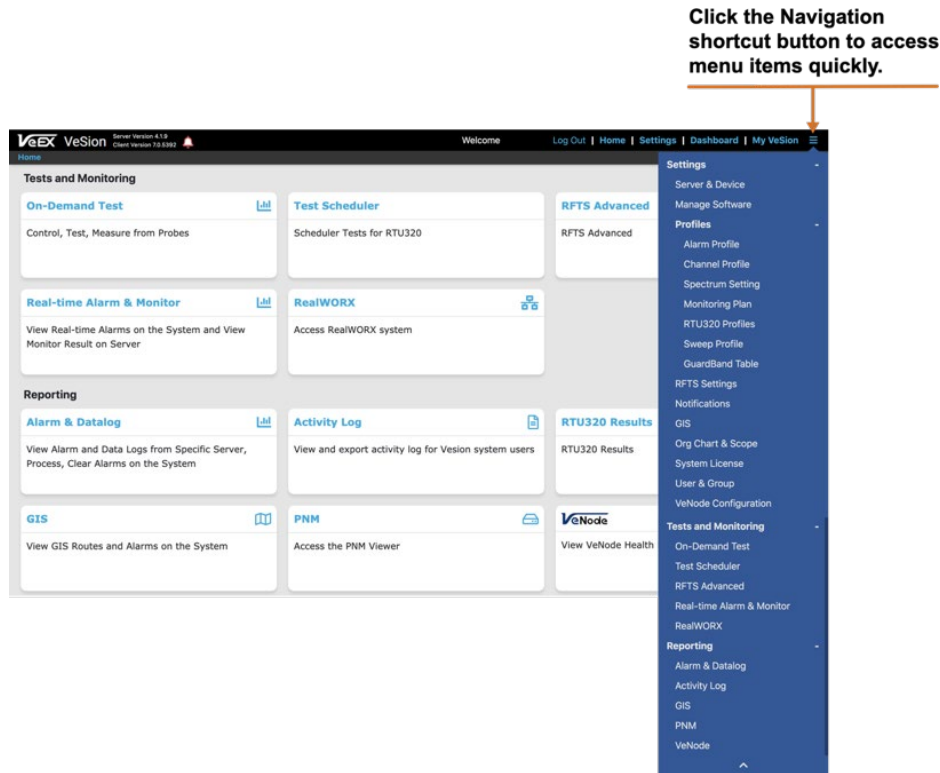 Click the Navigation
shortcut button to access
menu items quickly.
VeEX VeSion Server Version 4.1.9
Client Version 7.0.5392
Welcome
Log Out | Home | Settings | Dashboard | My VeSion
Home
Tests and Monitoring
On-Demand Test
Control, Test, Measure from Probes
Test Scheduler
Scheduler Tests for RTU320
RFTS Advanced
RFTS Advanced
Real-time Alarm & Monitor
View Real-time Alarms on the System and View
Monitor Result on Server
RealWORX
Access RealWORX system
Reporting
Alarm & Datalog
View Alarm and Data Logs from Specific Server,
Process, Clear Alarms on the System
Activity Log
View and export activity log for Vesion system users
RTU320 Results
RTU320 Results
GIS
View GIS Routes and Alarms on the System
PNM
Access the PNM Viewer
VeNode
View VeNode Health
Settings -
Server & Device
Manage Software
Profiles -
Alarm Profile
Channel Profile
Spectrum Setting
Monitoring Plan
RTU320 Profiles
Sweep Profile
GuardBand Table
RFTS Settings
Notifications
GIS
Org Chart & Scope
System License
User & Group
VeNode Configuration
Tests and Monitoring -
On-Demand Test
Test Scheduler
RFTS Advanced
Real-time Alarm & Monitor
RealWORX
Reporting -
Alarm & Datalog
Activity Log
GIS
PNM
VeNode